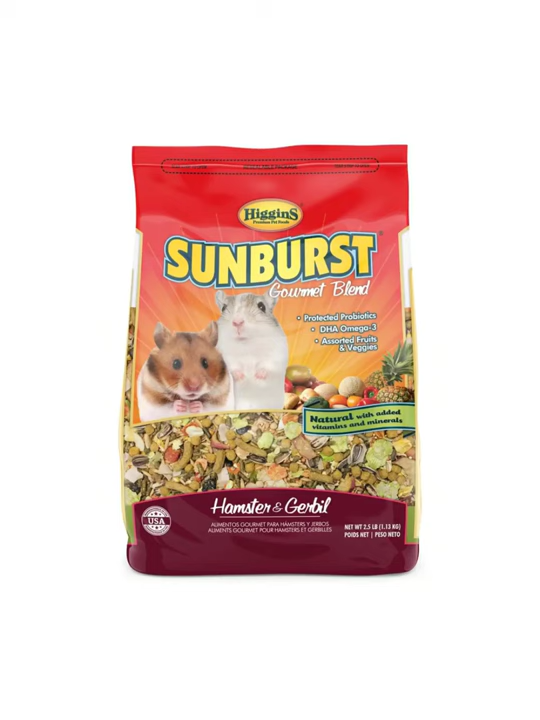 Higgins
Premium Pet Foods
SUNBURST®
Gourmet Blend
• Protected Probiotics
• DHA Omega-3
• Assorted Fruits
& Veggies
Natural with added
vitamins and minerals
Hamster & Gerbil
USA
ALIMENTOS GOURMET PARA HÁMSTERS Y JERBOS
ALIMENTS GOURMET POUR HAMSTERS ET GERBILLES
NET WT 2.5 LB (1.13 KG)
POIDS NET | PESO NETO